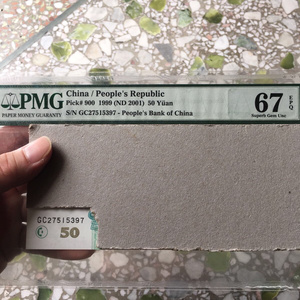 PMG
PAPER MONEY GUARANTY
China / People's Republic
Pick# 900 1999 (ND 2001) 50 Yüan
S/N GC27515397 - People's Bank of China
67 EPQ
Superb Gem Unc
GC27515397
50